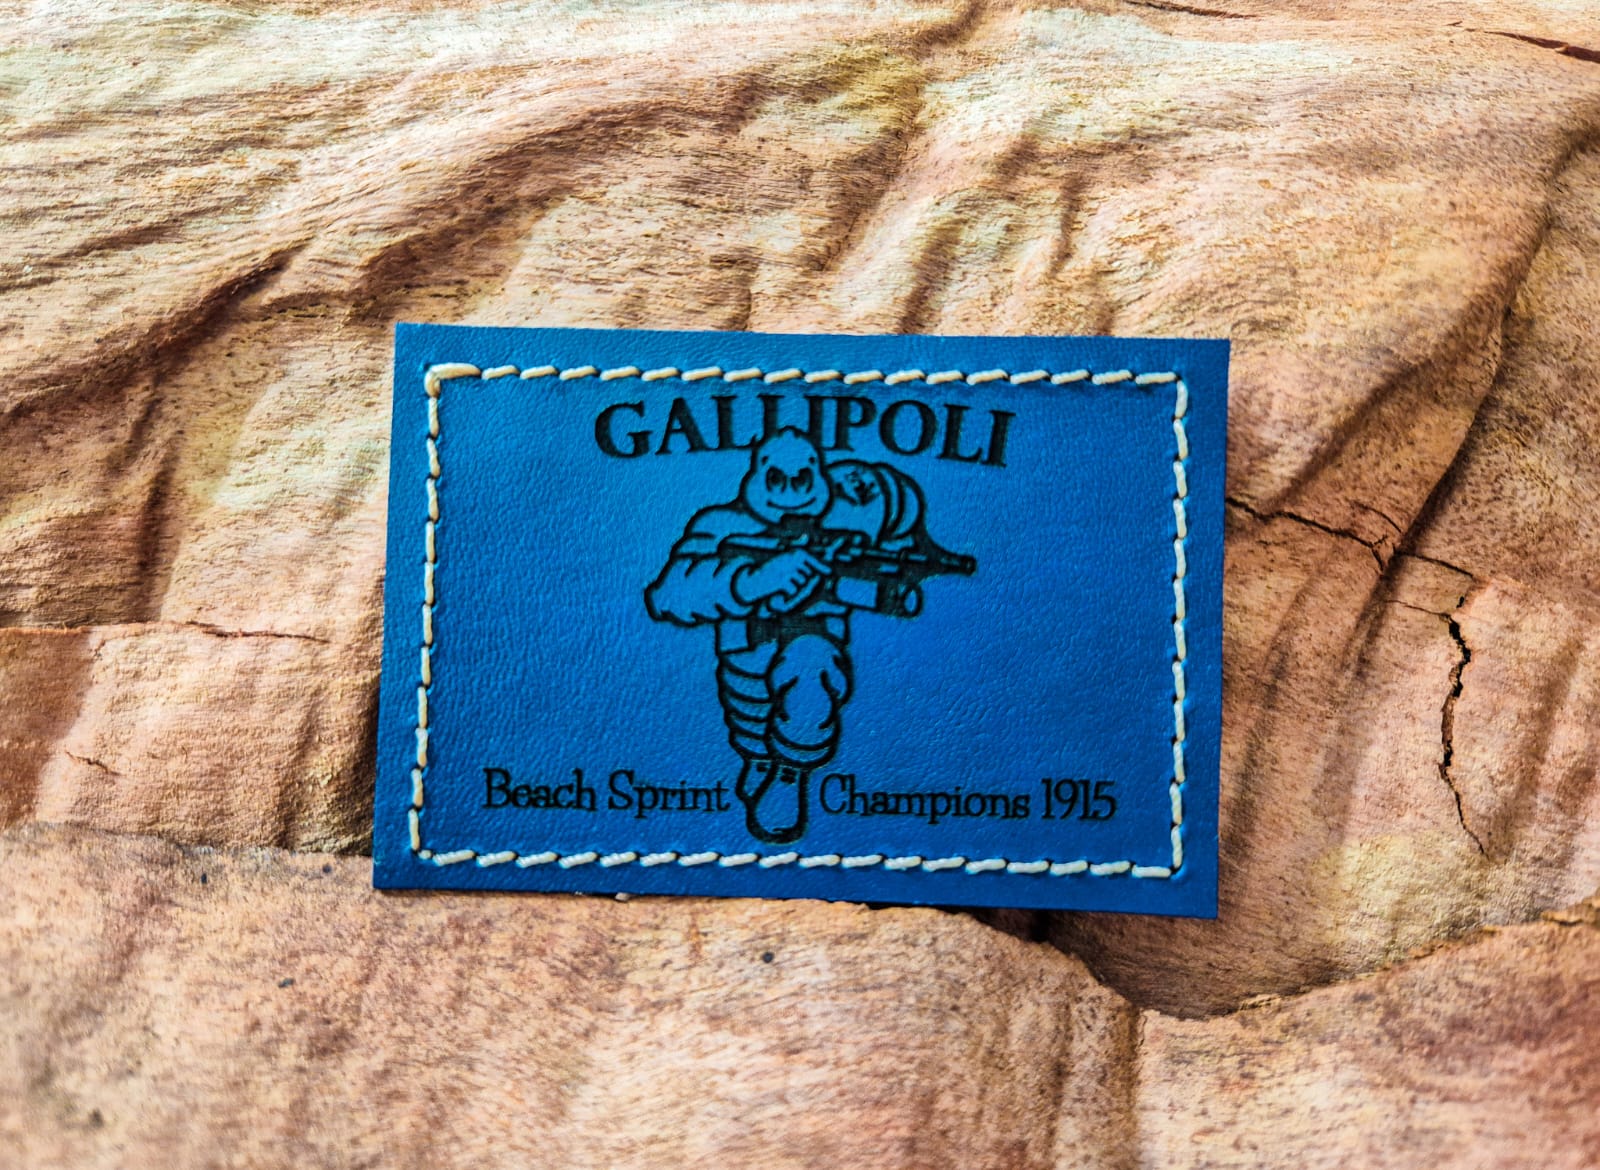 GALLIPOLI
Beach Sprint Champions 1915